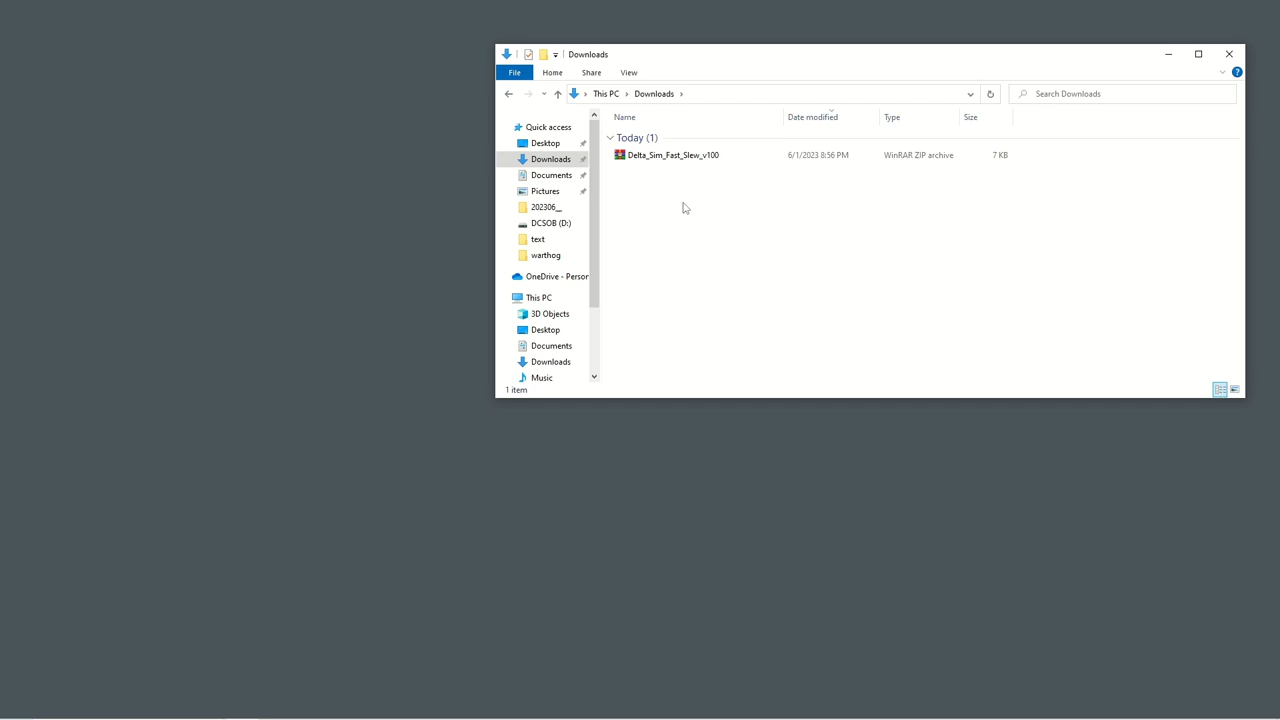 Downloads
File Home Share View
This PC Downloads Search Downloads
Name Date modified Type Size
Quick access
Today (1)
Desktop
Downloads Delta_Sim_Fast_Slew_v100 6/1/2023 8:56 PM WinRAR ZIP archive 7 KB
Documents
Pictures
202306__
DCSOB (D:)
text
warthog
OneDrive - Person
This PC
3D Objects
Desktop
Documents
Downloads
Music
1 item